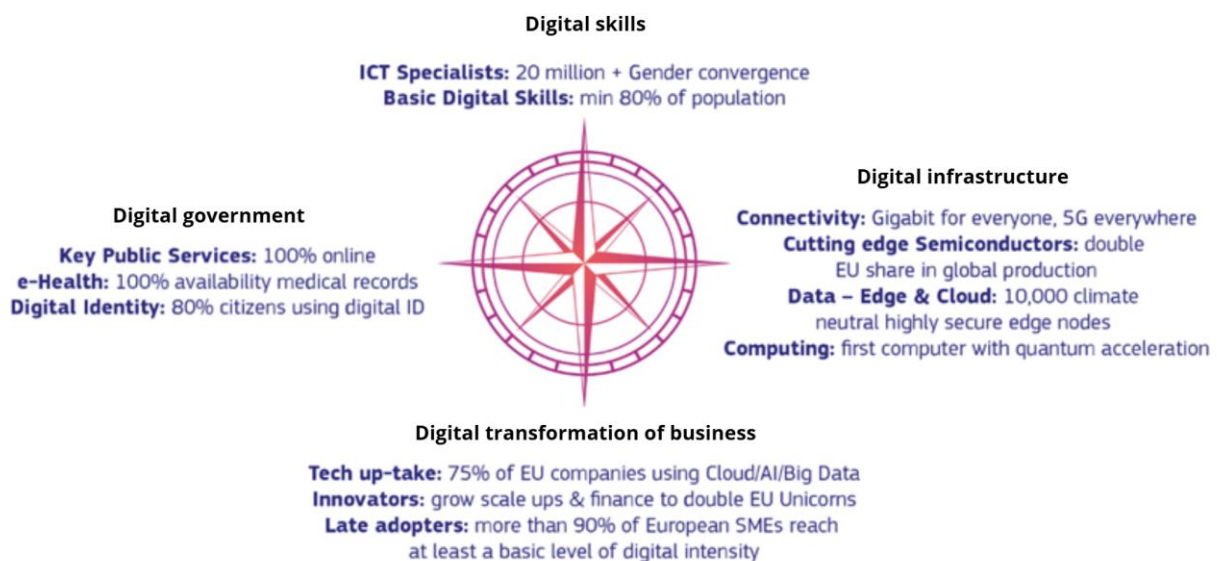 Digital skills
ICT Specialists: 20 million + Gender convergence
Basic Digital Skills: min 80% of population
Digital government
Key Public Services: 100% online
e-Health: 100% availability medical records
Digital Identity: 80% citizens using digital ID
Digital infrastructure
Connectivity: Gigabit for everyone, 5G everywhere
Cutting edge Semiconductors: double
EU share in global production
Data – Edge & Cloud: 10,000 climate
neutral highly secure edge nodes
Computing: first computer with quantum acceleration
Digital transformation of business
Tech up-take: 75% of EU companies using Cloud/AI/Big Data
Innovators: grow scale ups & finance to double EU Unicorns
Late adopters: more than 90% of European SMEs reach
at least a basic level of digital intensity